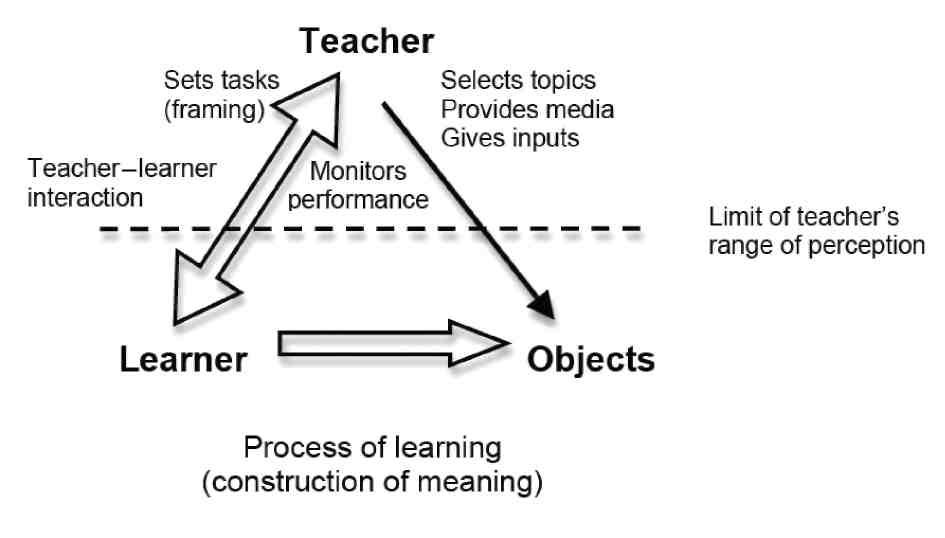 Teacher
Sets tasks
(framing)
Selects topics
Provides media
Gives inputs
Teacher–learner
interaction
Monitors
performance
Limit of teacher’s
range of perception
Learner
Objects
Process of learning
(construction of meaning)